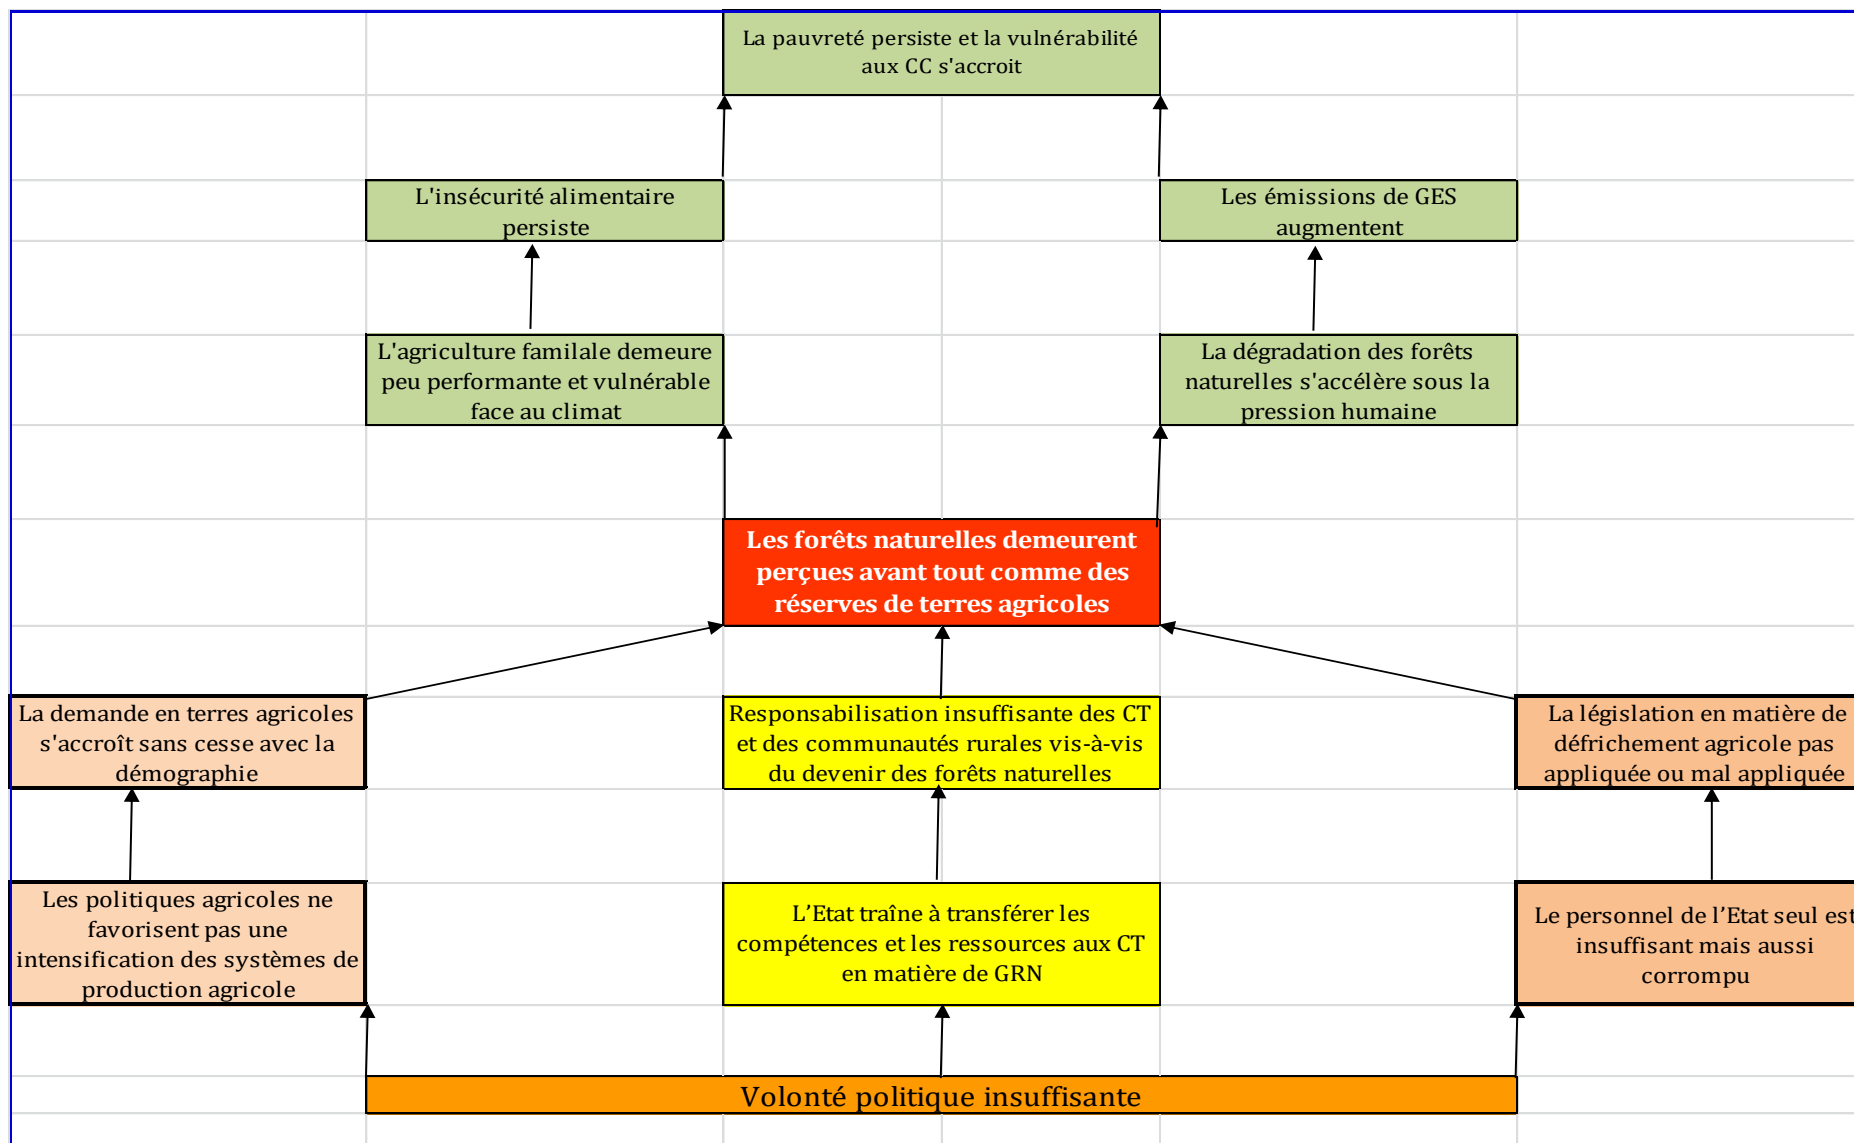 La pauvreté persiste et la vulnérabilité
aux CC s'accroit
L'insécurité alimentaire
persiste
Les émissions de GES
augmentent
L'agriculture familale demeure
peu performante et vulnérable
face au climat
La dégradation des forêts
naturelles s'accélère sous la
pression humaine
Les forêts naturelles demeurent
perçues avant tout comme des
réserves de terres agricoles
La demande en terres agricoles
s'accroît sans cesse avec la
démographie
Responsabilisation insuffisante des CT
et des communautés rurales vis-à-vis
du devenir des forêts naturelles
La législation en matière de
défrichement agricole pas
appliquée ou mal appliquée
Les politiques agricoles ne
favorisent pas une
intensification des systèmes de
production agricole
L’Etat traîne à transférer les
compétences et les ressources aux CT
en matière de GRN
Le personnel de l’Etat seul est
insuffisant mais aussi
corrompu
Volonté politique insuffisante